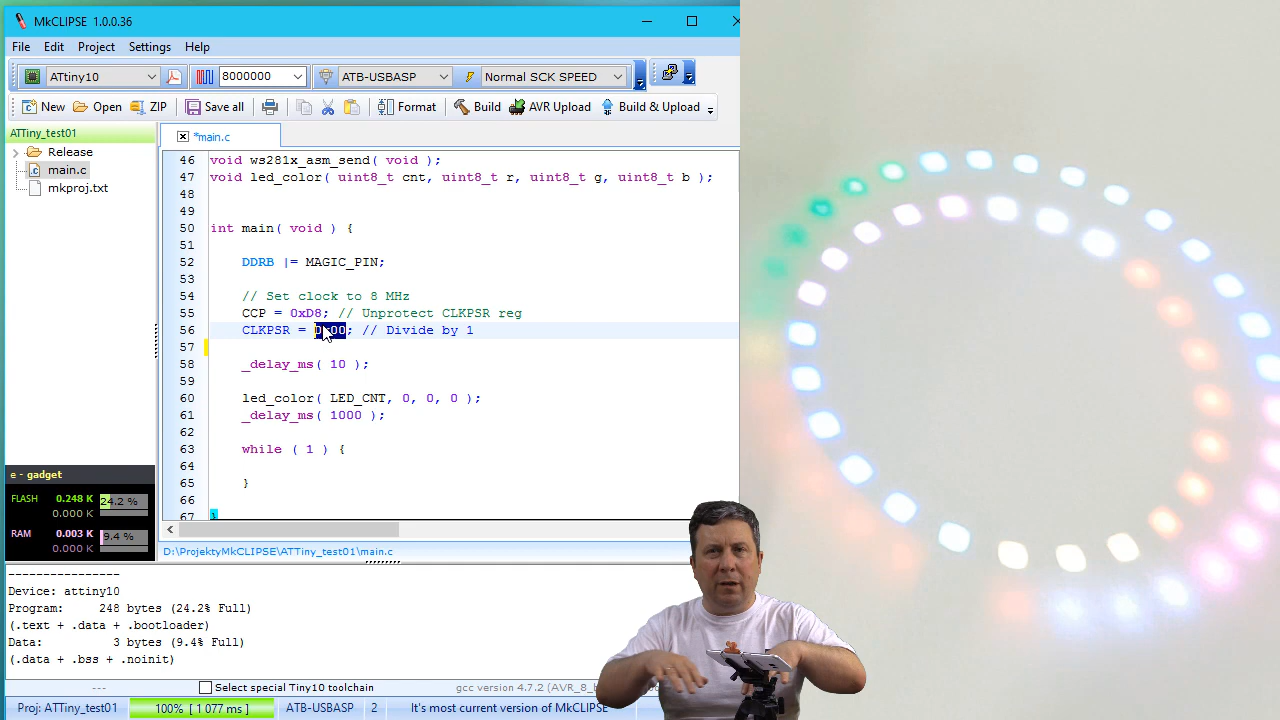 MkCLIPSE 1.0.0.36
File Edit Project Settings Help
ATtiny10 8000000 ATB-USBASP Normal SCK SPEED
New Open ZIP Save all Format Build AVR Upload Build & Upload
ATTiny_test01
Release
main.c
mkproj.txt
*main.c
46 void ws281x_asm_send( void );
47 void led_color( uint8_t cnt, uint8_t r, uint8_t g, uint8_t b );
48
49
50 int main( void ) {
51
52 DDRB |= MAGIC_PIN;
53
54 // Set clock to 8 MHz
55 CCP = 0xD8; // Unprotect CLKPSR reg
56 CLKPSR = 0x00; // Divide by 1
57
58 _delay_ms( 10 );
59
60 led_color( LED_CNT, 0, 0, 0 );
61 _delay_ms( 1000 );
62
63 while ( 1 ) {
64
65 }
66
67 }
e - gadget
FLASH 0.248 K 24.2 %
0.000 K
RAM 0.003 K 9.4 %
0.000 K
D:\ProjektyMkCLIPSE\ATTiny_test01\main.c
----------------
Device: attiny10
Program: 248 bytes (24.2% Full)
(.text + .data + .bootloader)
Data: 3 bytes (9.4% Full)
(.data + .bss + .noinit)
--- Select special Tiny10 toolchain gcc version 4.7.2 (AVR_8_b
Proj: ATTiny_test01 100% [ 1 077 ms ] ATB-USBASP 2 It's most current version of MkCLIPSE